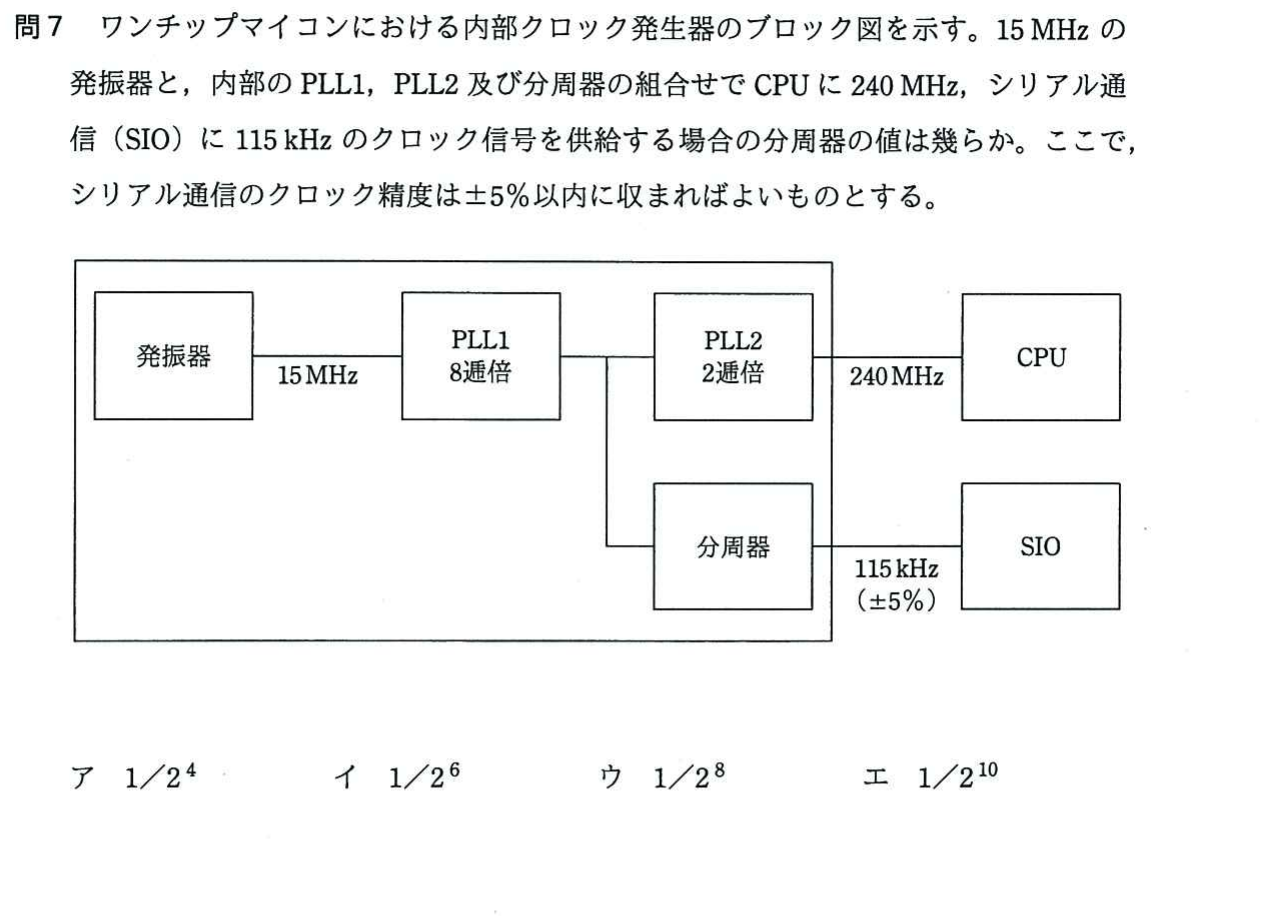 問7 ワンチップマイコンにおける内部クロック発生器のブロック図を示す。15 MHz の
発振器と，内部の PLL1，PLL2 及び分周器の組合せで CPU に 240 MHz，シリアル通
信（SIO）に 115 kHz のクロック信号を供給する場合の分周器の値は幾らか。ここで，
シリアル通信のクロック精度は±5％以内に収まればよいものとする。
発振器
15 MHz
PLL1
8逓倍
PLL2
2逓倍
240 MHz
CPU
分周器
115 kHz
（±5％）
SIO
ア 1／2⁴ イ 1／2⁶ ウ 1／2⁸ エ 1／2¹⁰